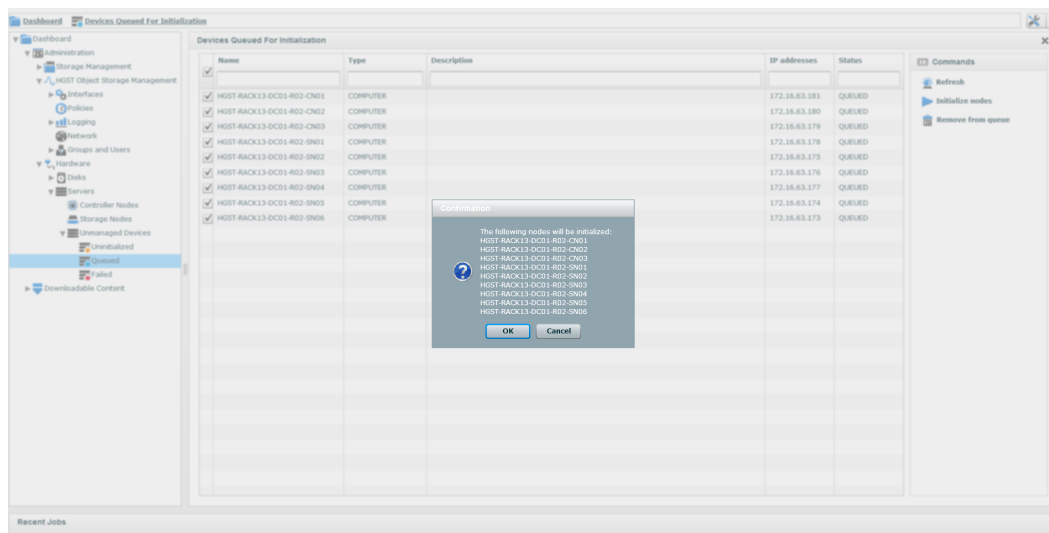 Dashboard Devices Queued For Initialization
Dashboard
Administration
Storage Management
HGST Object Storage Management
Interfaces
Policies
Logging
Network
Groups and Users
Hardware
Disks
Servers
Controller Nodes
Storage Nodes
Unmanaged Devices
Uninitialized
Queued
Failed
Downloadable Content
Devices Queued For Initialization
Name Type Description IP addresses Status
HGST-RACK13-DC01-R02-CN01 COMPUTER 172.16.63.181 QUEUED
HGST-RACK13-DC01-R02-CN02 COMPUTER 172.16.63.180 QUEUED
HGST-RACK13-DC01-R02-CN03 COMPUTER 172.16.63.179 QUEUED
HGST-RACK13-DC01-R02-SN01 COMPUTER 172.16.63.178 QUEUED
HGST-RACK13-DC01-R02-SN02 COMPUTER 172.16.63.175 QUEUED
HGST-RACK13-DC01-R02-SN03 COMPUTER 172.16.63.176 QUEUED
HGST-RACK13-DC01-R02-SN04 COMPUTER 172.16.63.177 QUEUED
HGST-RACK13-DC01-R02-SN05 COMPUTER 172.16.63.174 QUEUED
HGST-RACK13-DC01-R02-SN06 COMPUTER 172.16.63.173 QUEUED
Commands
Refresh
Initialize nodes
Remove from queue
Confirmation
The following nodes will be initialized:
HGST-RACK13-DC01-R02-CN01
HGST-RACK13-DC01-R02-CN02
HGST-RACK13-DC01-R02-CN03
HGST-RACK13-DC01-R02-SN01
HGST-RACK13-DC01-R02-SN02
HGST-RACK13-DC01-R02-SN03
HGST-RACK13-DC01-R02-SN04
HGST-RACK13-DC01-R02-SN05
HGST-RACK13-DC01-R02-SN06
OK Cancel
Recent Jobs